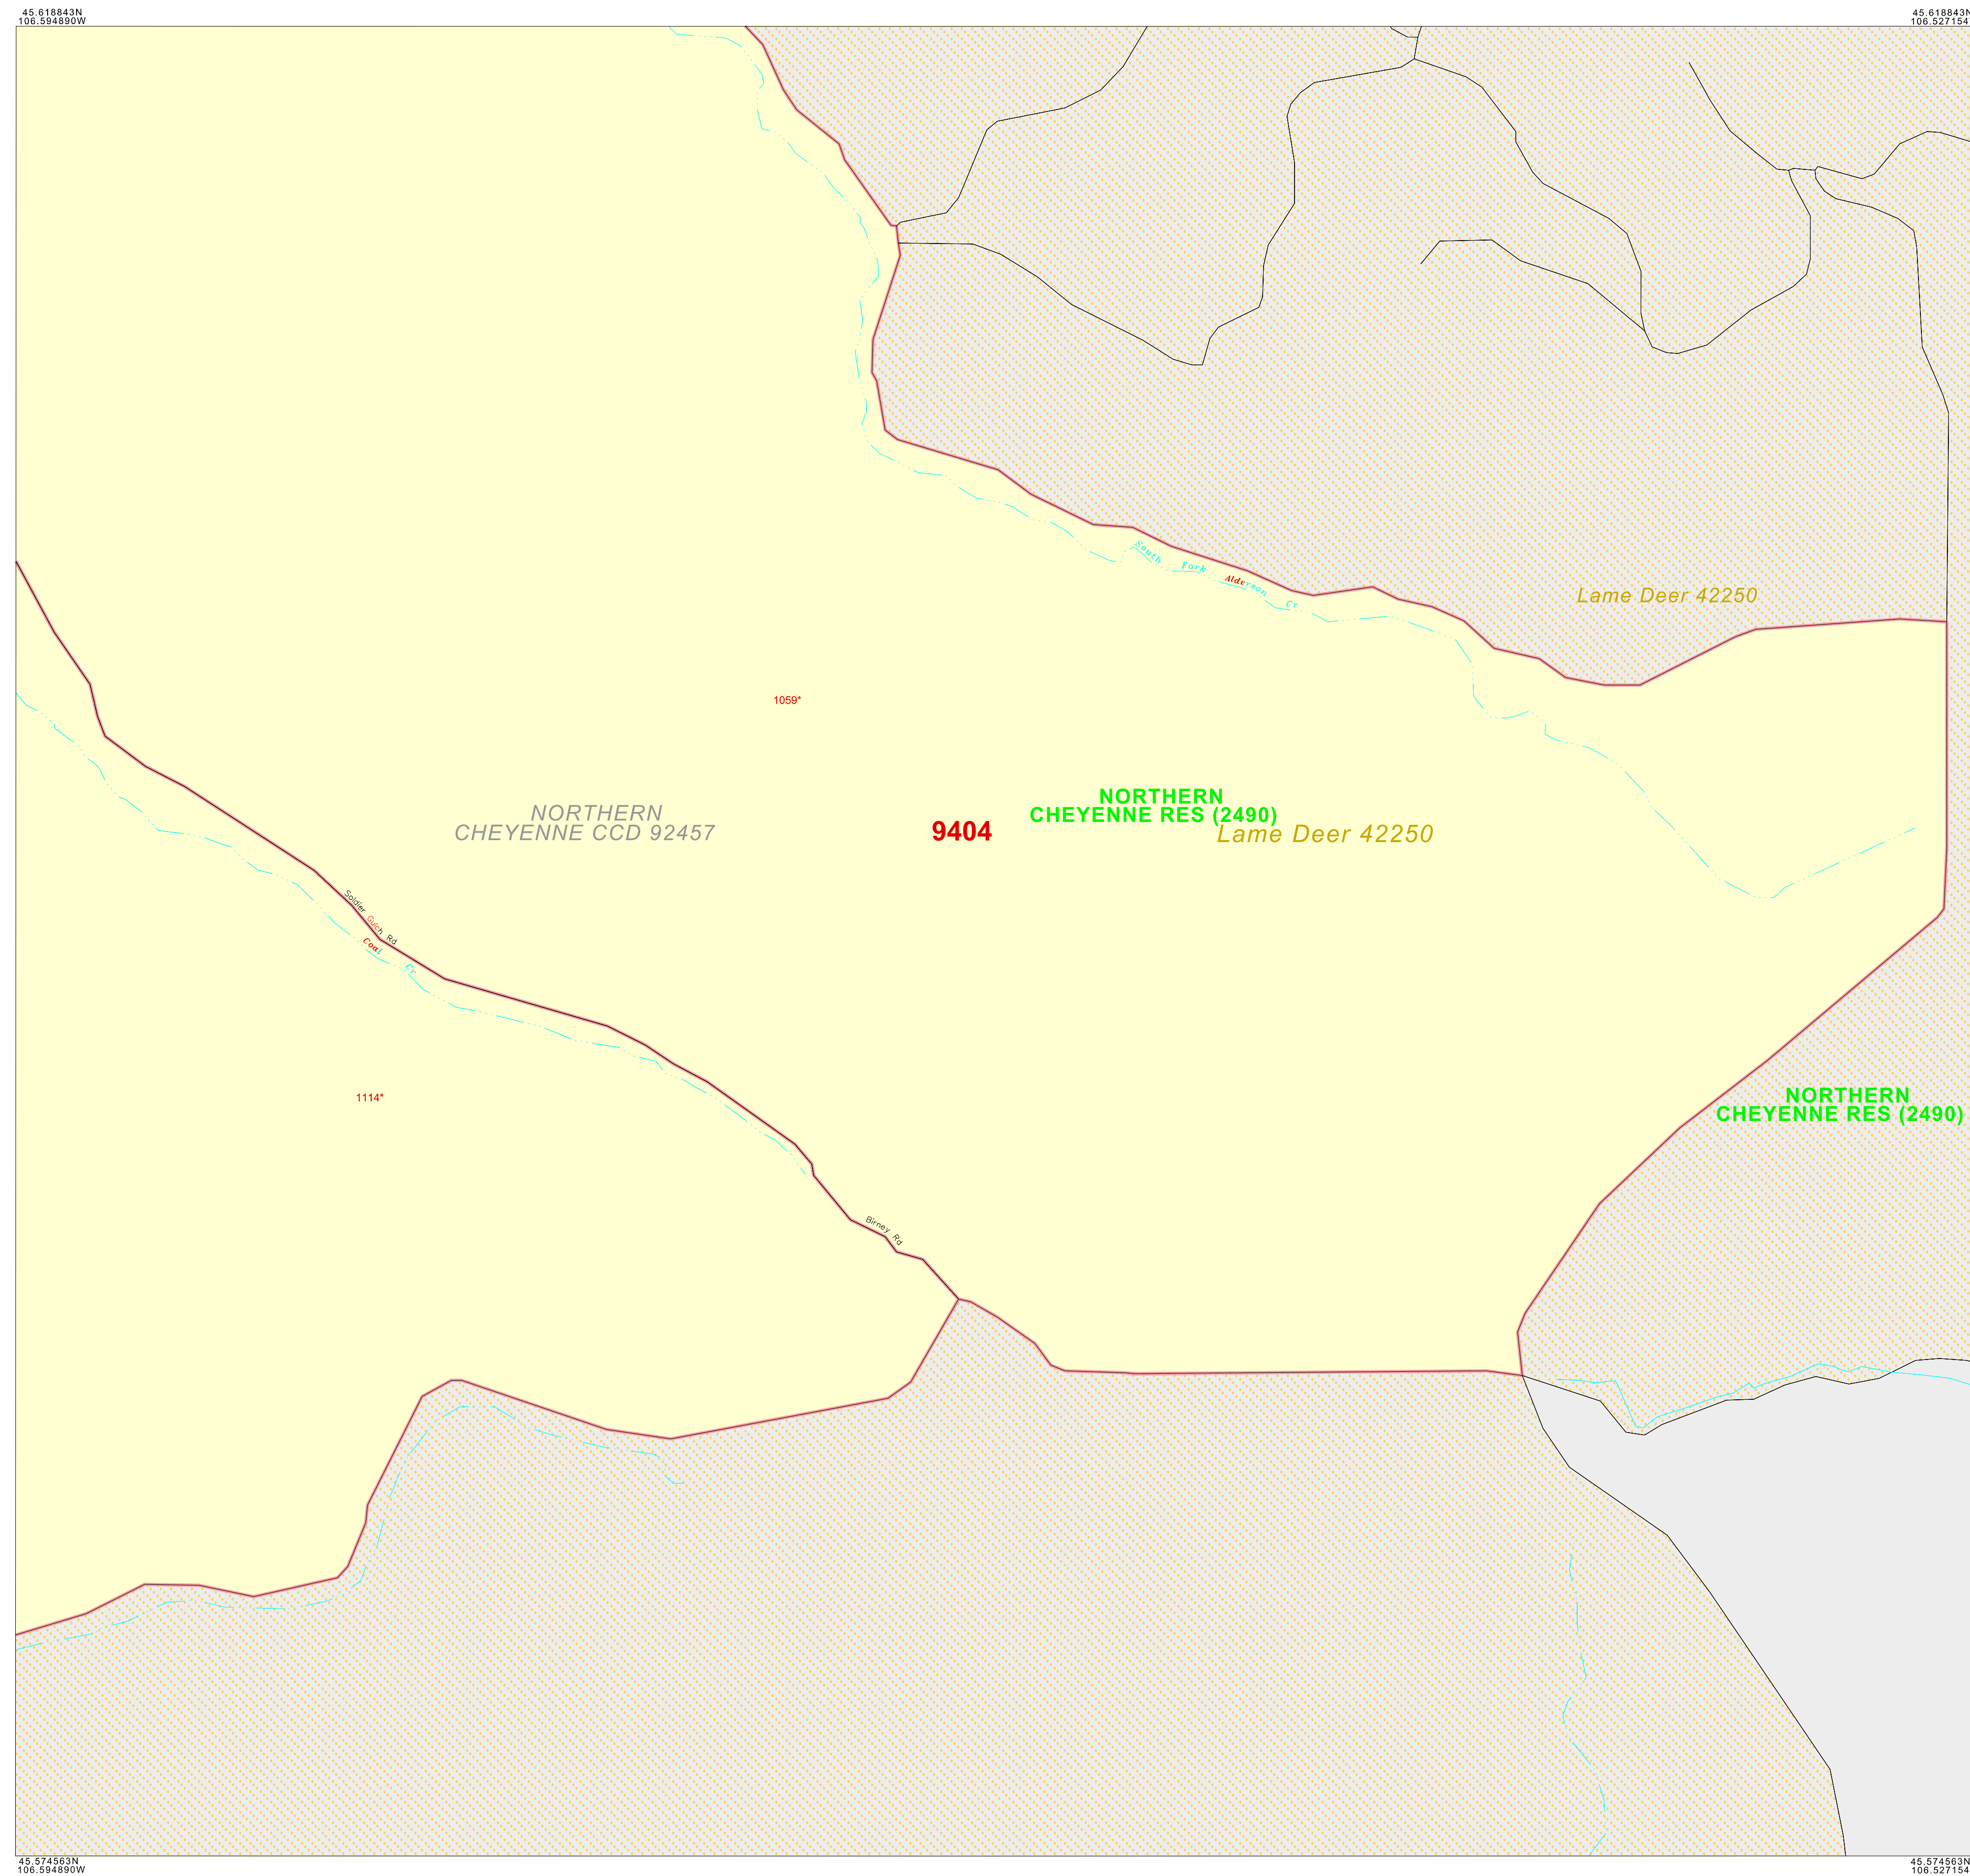 45.618843N
106.594890W
45.618843N
106.527154
South Fork Alderson Cr
Lame Deer 42250
1059*
NORTHERN
CHEYENNE RES (2490)
NORTHERN
CHEYENNE CCD 92457
9404
Lame Deer 42250
Soldier Gulch Rd
Coal Cr
1114*
NORTHERN
CHEYENNE RES (2490)
Birney Rd
45.574563N
106.594890W
45.574563N
106.527154